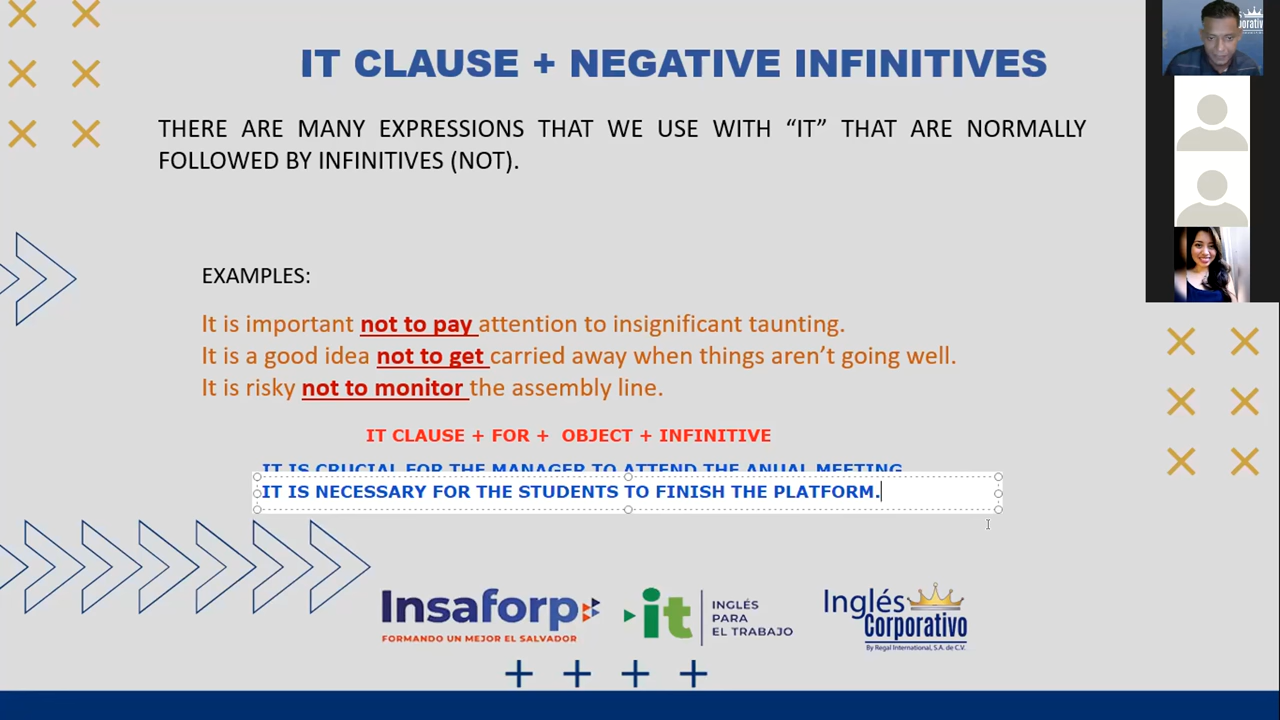 IT CLAUSE + NEGATIVE INFINITIVES
THERE ARE MANY EXPRESSIONS THAT WE USE WITH “IT” THAT ARE NORMALLY
FOLLOWED BY INFINITIVES (NOT).
EXAMPLES:
It is important not to pay attention to insignificant taunting.
It is a good idea not to get carried away when things aren’t going well.
It is risky not to monitor the assembly line.
IT CLAUSE + FOR + OBJECT + INFINITIVE
IT IS CRUCIAL FOR THE MANAGER TO ATTEND THE ANUAL MEETING
IT IS NECESSARY FOR THE STUDENTS TO FINISH THE PLATFORM.
Insaforp
FORMANDO UN MEJOR EL SALVADOR
it
INGLÉS
PARA
EL TRABAJO
Inglés
Corporativo
By Regal International, S.A. de C.V.